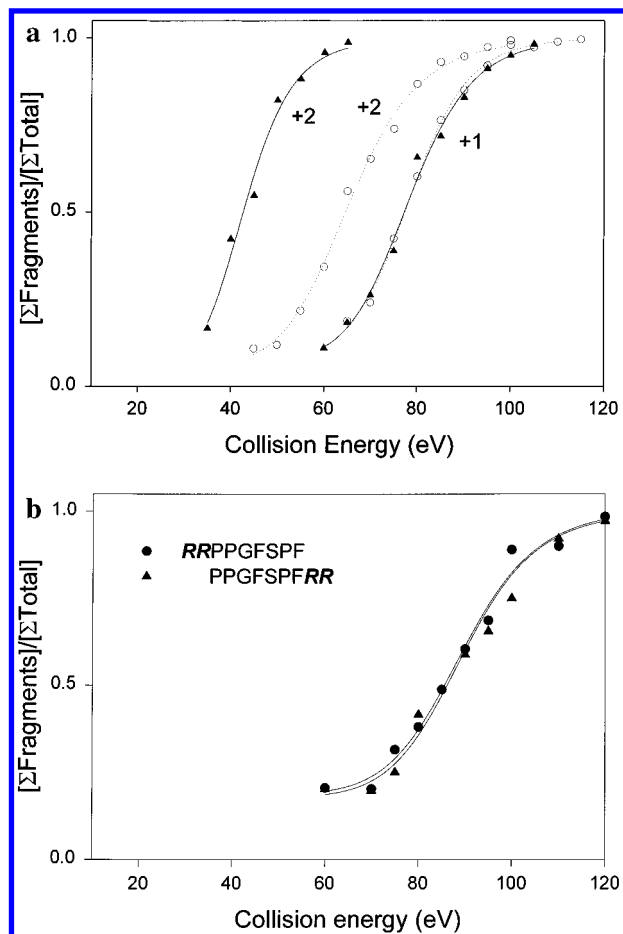 a
1.0
0.5
0.0
+2
+2
+1
20
40
60
80
100
120
[ΣFragments]/[ΣTotal]
Collision Energy (eV)
b
RRPPGFSPF
PPGFSPFRR
1.0
0.5
0.0
20
40
60
80
100
120
[ΣFragments]/[ΣTotal]
Collision energy (eV)